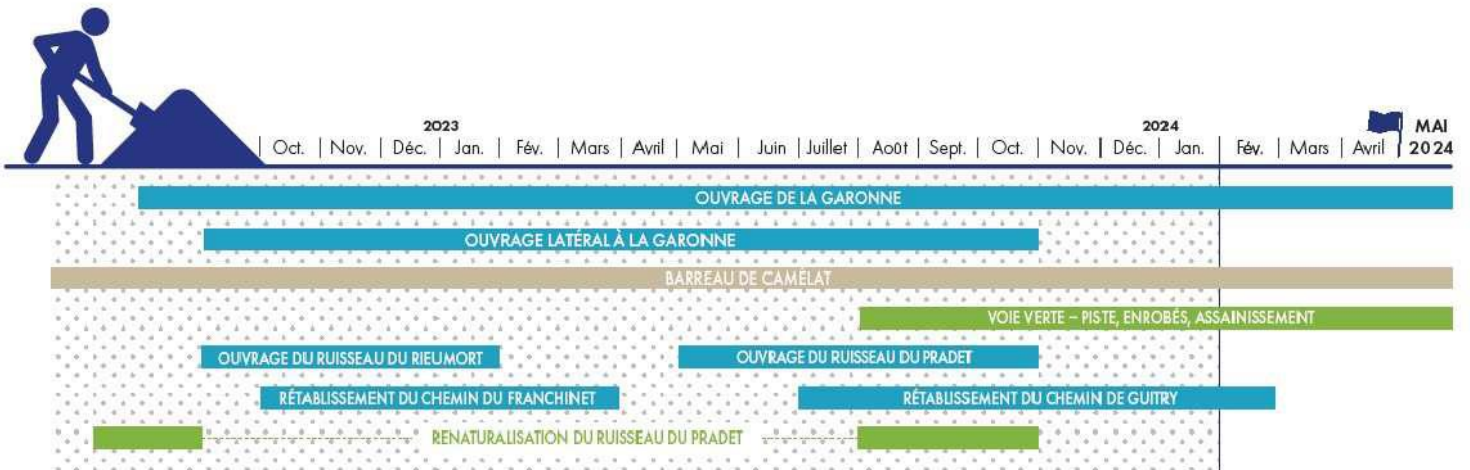 2023
2024
Oct. Nov. Déc. Jan. Fév. Mars Avril Mai Juin Juillet Août Sept. Oct. Nov. Déc. Jan. Fév. Mars Avril
MAI
2024
OUVRAGE DE LA GARONNE
OUVRAGE LATÉRAL À LA GARONNE
BARREAU DE CAMÉLAT
VOIE VERTE – PISTE, ENROBÉS, ASSAINISSEMENT
OUVRAGE DU RUISSEAU DU RIEUMORT
OUVRAGE DU RUISSEAU DU PRADET
RÉTABLISSEMENT DU CHEMIN DU FRANCHINET
RÉTABLISSEMENT DU CHEMIN DE GUITRY
RENATURALISATION DU RUISSEAU DU PRADET